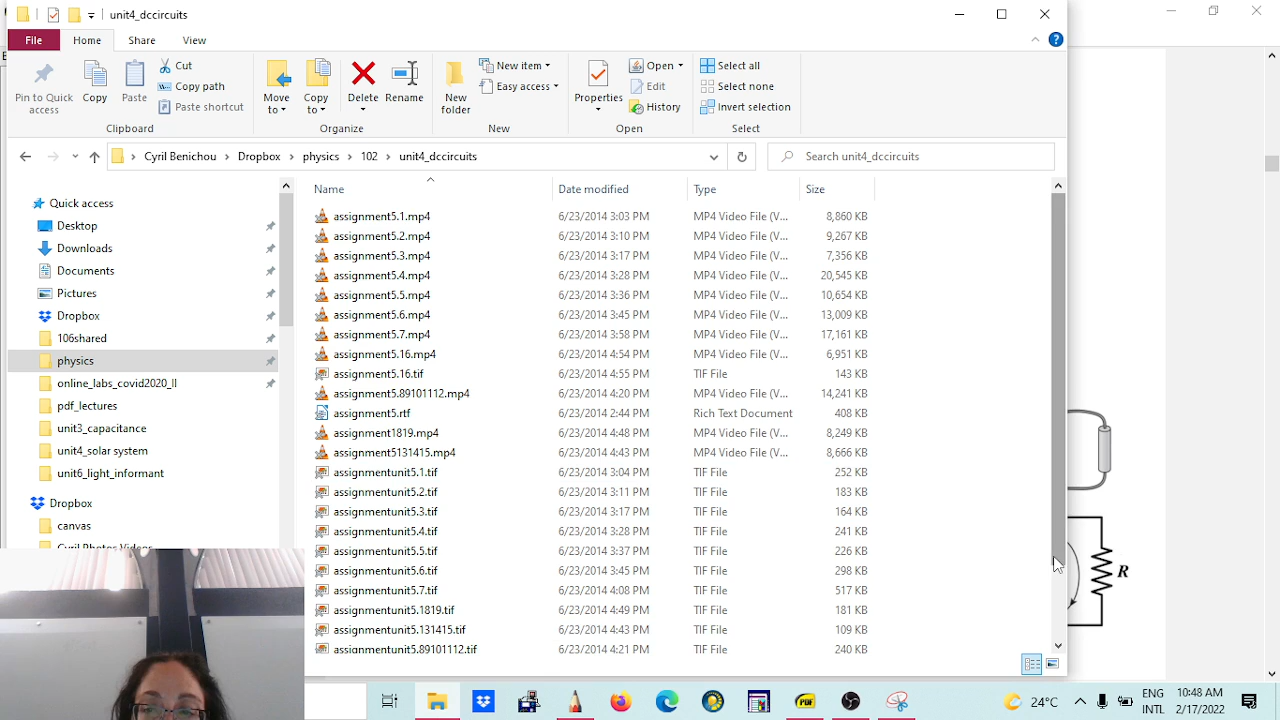 unit4_dccircuits
File Home Share View
Pin to Quick access
Copy
Paste
Cut
Copy path
Paste shortcut
Clipboard
Move to
Copy to
Delete
Rename
Organize
New folder
New item
Easy access
New
Properties
Open
Edit
History
Open
Select all
Select none
Invert selection
Select
Cyril Benichou > Dropbox > physics > 102 > unit4_dccircuits
Search unit4_dccircuits
Quick access
Desktop
Downloads
Documents
Pictures
Dropbox
106shared
physics
online_labs_covid2020_II
pdf_lectures
unit3_capacitance
unit4_solar system
unit6_light_informant
Dropbox
canvas
Cyril Photos Videos
Name Date modified Type Size
assignment5.1.mp4 6/23/2014 3:03 PM MP4 Video File (V... 8,860 KB
assignment5.2.mp4 6/23/2014 3:10 PM MP4 Video File (V... 9,267 KB
assignment5.3.mp4 6/23/2014 3:17 PM MP4 Video File (V... 7,356 KB
assignment5.4.mp4 6/23/2014 3:28 PM MP4 Video File (V... 20,545 KB
assignment5.5.mp4 6/23/2014 3:36 PM MP4 Video File (V... 10,654 KB
assignment5.6.mp4 6/23/2014 3:45 PM MP4 Video File (V... 13,009 KB
assignment5.7.mp4 6/23/2014 3:58 PM MP4 Video File (V... 17,161 KB
assignment5.16.mp4 6/23/2014 4:54 PM MP4 Video File (V... 6,951 KB
assignment5.16.tif 6/23/2014 4:55 PM TIF File 143 KB
assignment5.89101112.mp4 6/23/2014 4:20 PM MP4 Video File (V... 14,241 KB
assignment5.rtf 6/23/2014 2:44 PM Rich Text Document 408 KB
assignment1819.mp4 6/23/2014 4:48 PM MP4 Video File (V... 8,249 KB
assignment5131415.mp4 6/23/2014 4:43 PM MP4 Video File (V... 8,666 KB
assignmentunit5.1.tif 6/23/2014 3:04 PM TIF File 252 KB
assignmentunit5.2.tif 6/23/2014 3:11 PM TIF File 183 KB
assignmentunit5.3.tif 6/23/2014 3:17 PM TIF File 164 KB
assignmentunit5.4.tif 6/23/2014 3:28 PM TIF File 241 KB
assignmentunit5.5.tif 6/23/2014 3:37 PM TIF File 226 KB
assignmentunit5.6.tif 6/23/2014 3:45 PM TIF File 298 KB
assignmentunit5.7.tif 6/23/2014 4:08 PM TIF File 517 KB
assignmentunit5.1819.tif 6/23/2014 4:49 PM TIF File 181 KB
assignmentunit5.131415.tif 6/23/2014 4:43 PM TIF File 109 KB
assignmentunit5.89101112.tif 6/23/2014 4:21 PM TIF File 240 KB
R
PDF
24°C
ENG
INTL
10:48 AM
2/17/2022